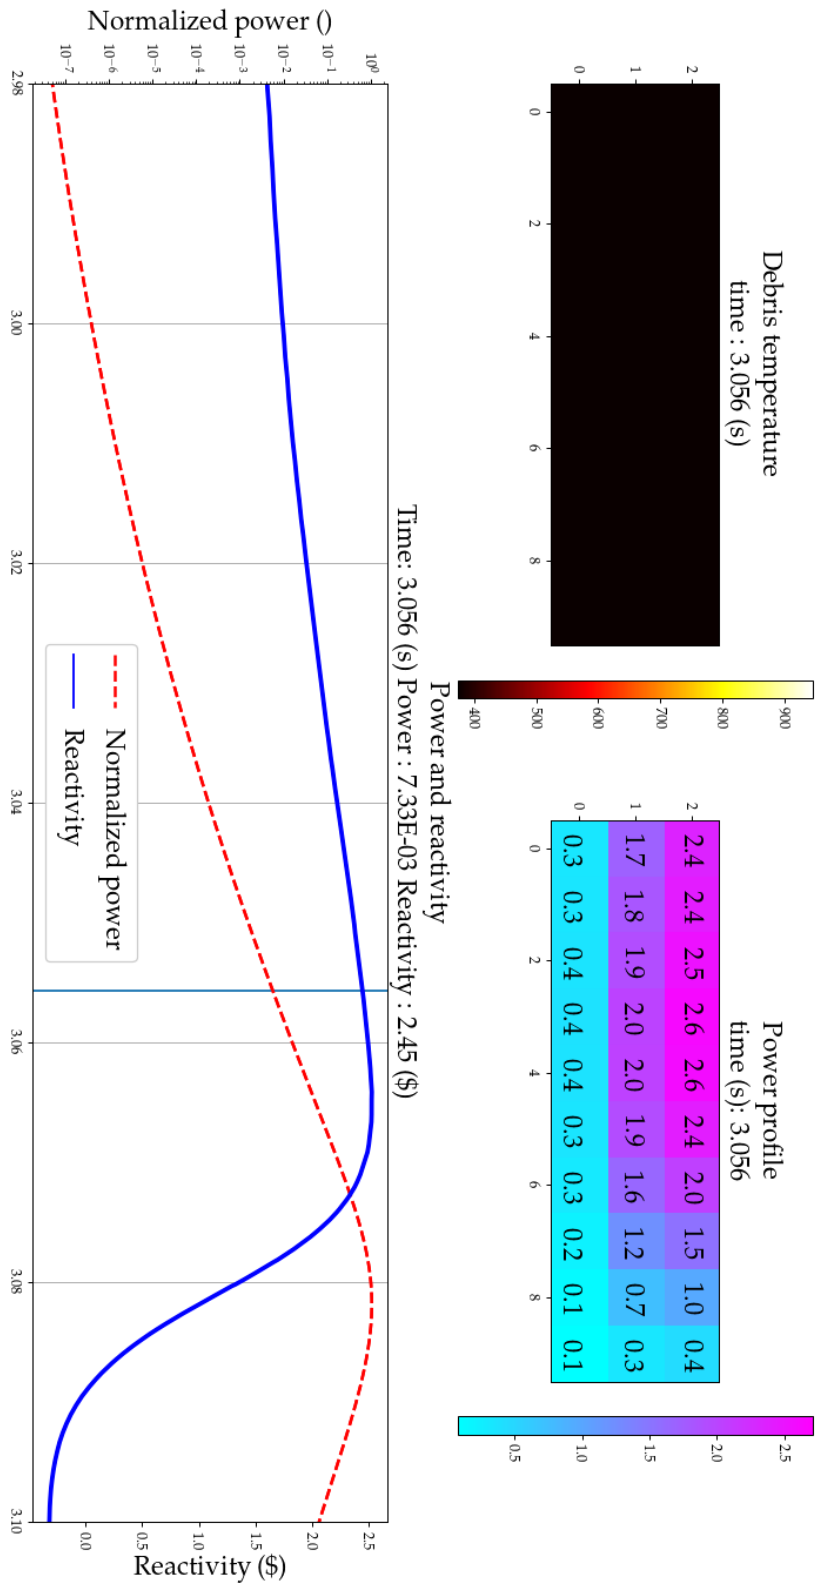 Debris temperature
time : 3.056 (s)
2
1
0
0 2 4 6 8
900
800
700
600
500
400
Power profile
time (s): 3.056
2
1
0
2.4 2.4 2.5 2.6 2.6 2.4 2.0 1.5 1.0 0.4
1.7 1.8 1.9 2.0 2.0 1.9 1.6 1.2 0.7 0.3
0.3 0.3 0.4 0.4 0.4 0.3 0.3 0.2 0.1 0.1
0 2 4 6 8
2.5
2.0
1.5
1.0
0.5
Power and reactivity
Time: 3.056 (s) Power : 7.33E-03 Reactivity : 2.45 ($)
Normalized power ()
10⁰
10⁻¹
10⁻²
10⁻³
10⁻⁴
10⁻⁵
10⁻⁶
10⁻⁷
Normalized power
Reactivity
2.98 3.00 3.02 3.04 3.06 3.08 3.10
2.5
2.0
1.5
1.0
0.5
0.0
Reactivity ($)